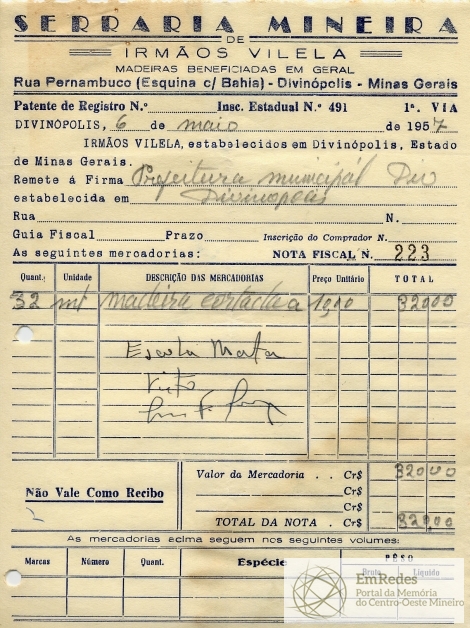 SERRARIA MINEIRA
DE
IRMÃOS VILELA
MADEIRAS BENEFICIADAS EM GERAL
Rua Pernambuco (Esquina c/ Bahia) - Divinópolis - Minas Gerais
Patente de Registro N.º Insc. Estadual N.º 491 1ª. VIA
DIVINÓPOLIS, 6 de maio de 1957
IRMÃOS VILELA, estabelecidos em Divinópolis, Estado
de Minas Gerais.
Remete á Firma Prefeitura municipal Div
estabelecida em Divinopolis
Rua N.
Guia Fiscal Prazo Inscrição do Comprador N.
As seguintes mercadorias: NOTA FISCAL N. 223
Quant. Unidade DESCRIÇÃO DAS MERCADORIAS Preço Unitário TOTAL
32 mt madeira cortada a 320,00
Escola Mata
Visto
Valor da Mercadoria . . Cr$ 320,00
Não Vale Como Recibo
Cr$
Cr$
TOTAL DA NOTA . Cr$ 320,00
As mercadorias acima seguem nos seguintes volumes:
Marcas Número Quant. Espécie PÊSO
Bruto Líquido
EmRedes
Portal da Memória
do Centro-Oeste Mineiro